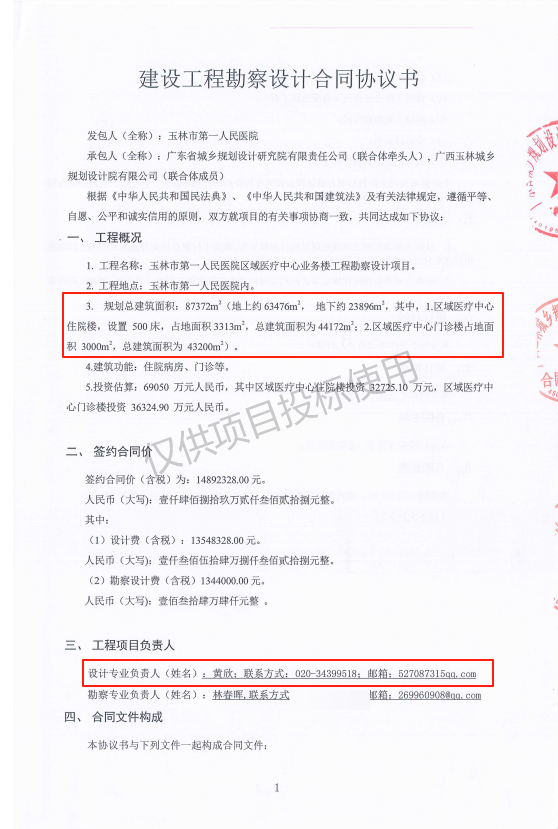 建设工程勘察设计合同协议书
发包人（全称）：玉林市第一人民医院
承包人（全称）：广东省城乡规划设计研究院有限责任公司（联合体牵头人），广西玉林城乡
规划设计院有限公司（联合体成员）
根据《中华人民共和国民法典》、《中华人民共和国建筑法》及有关法律规定，遵循平等、
自愿、公平和诚实信用的原则，双方就项目的有关事项协商一致，共同达成如下协议：
一、 工程概况
1. 工程名称：玉林市第一人民医院区域医疗中心业务楼工程勘察设计项目。
2. 工程地点：玉林市第一人民医院内。
3. 规划总建筑面积：87372m²（地上约 63476m²， 地下约 23896m²，其中，1.区域医疗中心
住院楼，设置 500 床，占地面积 3313m²，总建筑面积为 44172m²；2.区域医疗中心门诊楼占地面
积 3000m²，总建筑面积为 43200m²）。
4.建筑功能：住院病房、门诊等。
5.投资估算：69050 万元人民币，其中区域医疗中心住院楼投资 32725.10 万元，区域医疗中
心门诊楼投资 36324.90 万元人民币。
仅供项目投标使用
二、 签约合同价
签约合同价（含税）为：14892328.00 元。
人民币（大写）：壹仟肆佰捌拾玖万贰仟叁佰贰拾捌元整。
其中：
（1）设计费（含税）：13548328.00 元。
人民币（大写）：壹仟叁佰伍拾肆万捌仟叁佰贰拾捌元整。
（2）勘察设计费（含税）1344000.00 元。
人民币（大写）：壹佰叁拾肆万肆仟元整 。
三、 工程项目负责人
设计专业负责人（姓名）：黄欣；联系方式：020-34399518；邮箱：527087315qq.com
勘察专业负责人（姓名）：林春晖,联系方式 邮箱：269960908@qq.com
四、 合同文件构成
本协议书与下列文件一起构成合同文件：
1